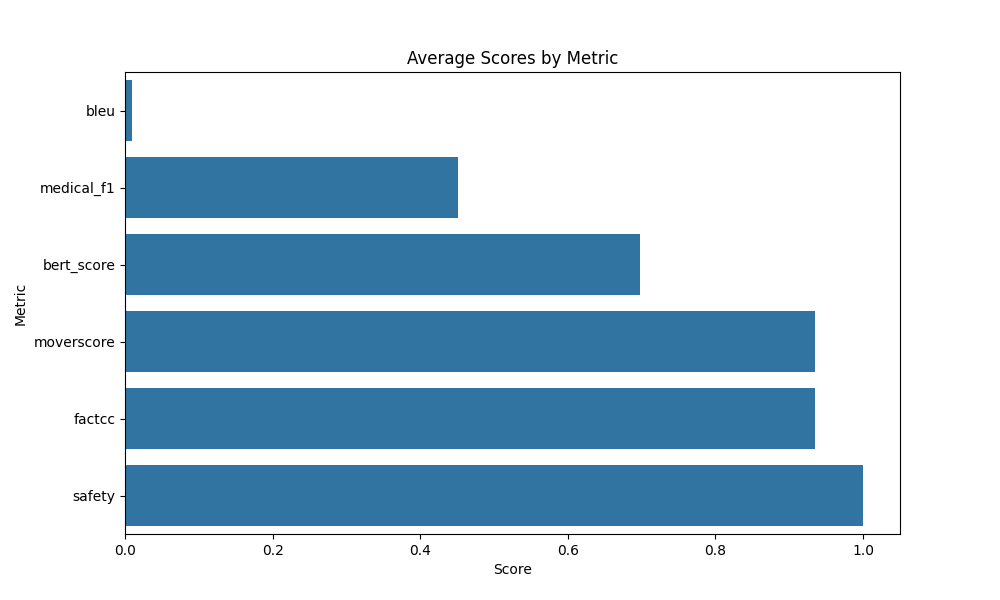 Average Scores by Metric
bleu
medical_f1
bert_score
moverscore
factcc
safety
Metric
0.0 0.2 0.4 0.6 0.8 1.0
Score